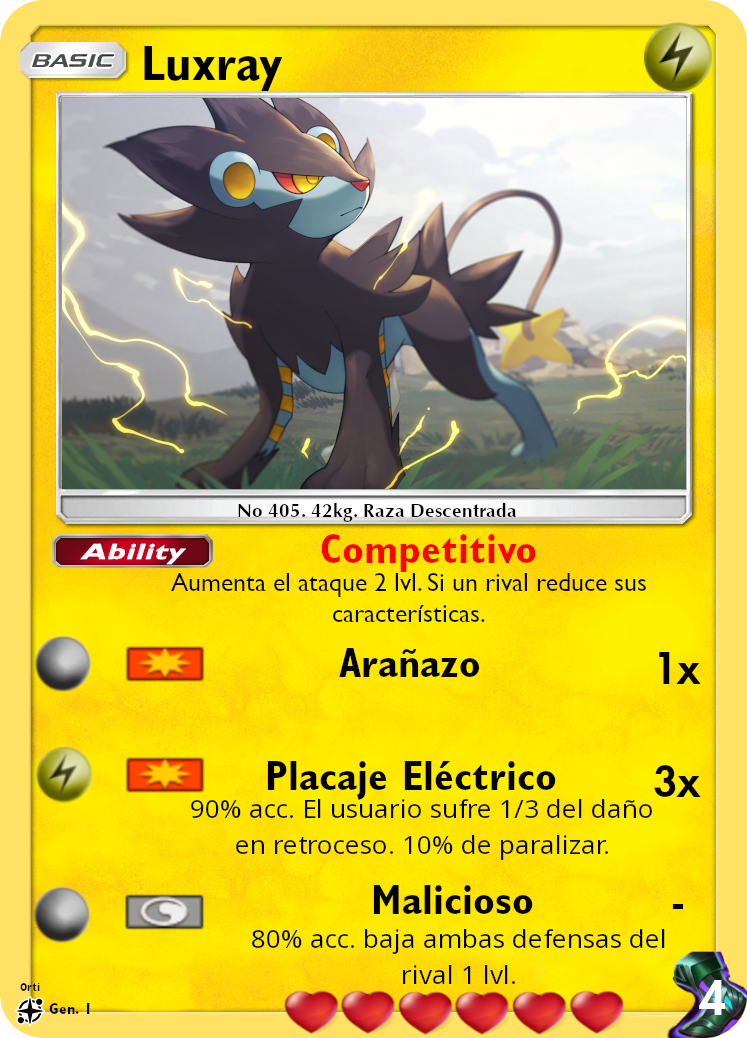 BASIC Luxray
No 405. 42kg. Raza Descentrada
Ability Competitivo
Aumenta el ataque 2 lvl. Si un rival reduce sus
características.
Arañazo 1x
Placaje Eléctrico 3x
90% acc. El usuario sufre 1/3 del daño
en retroceso. 10% de paralizar.
Malicioso -
80% acc. baja ambas defensas del
rival 1 lvl.
Orti
Gen. I
4